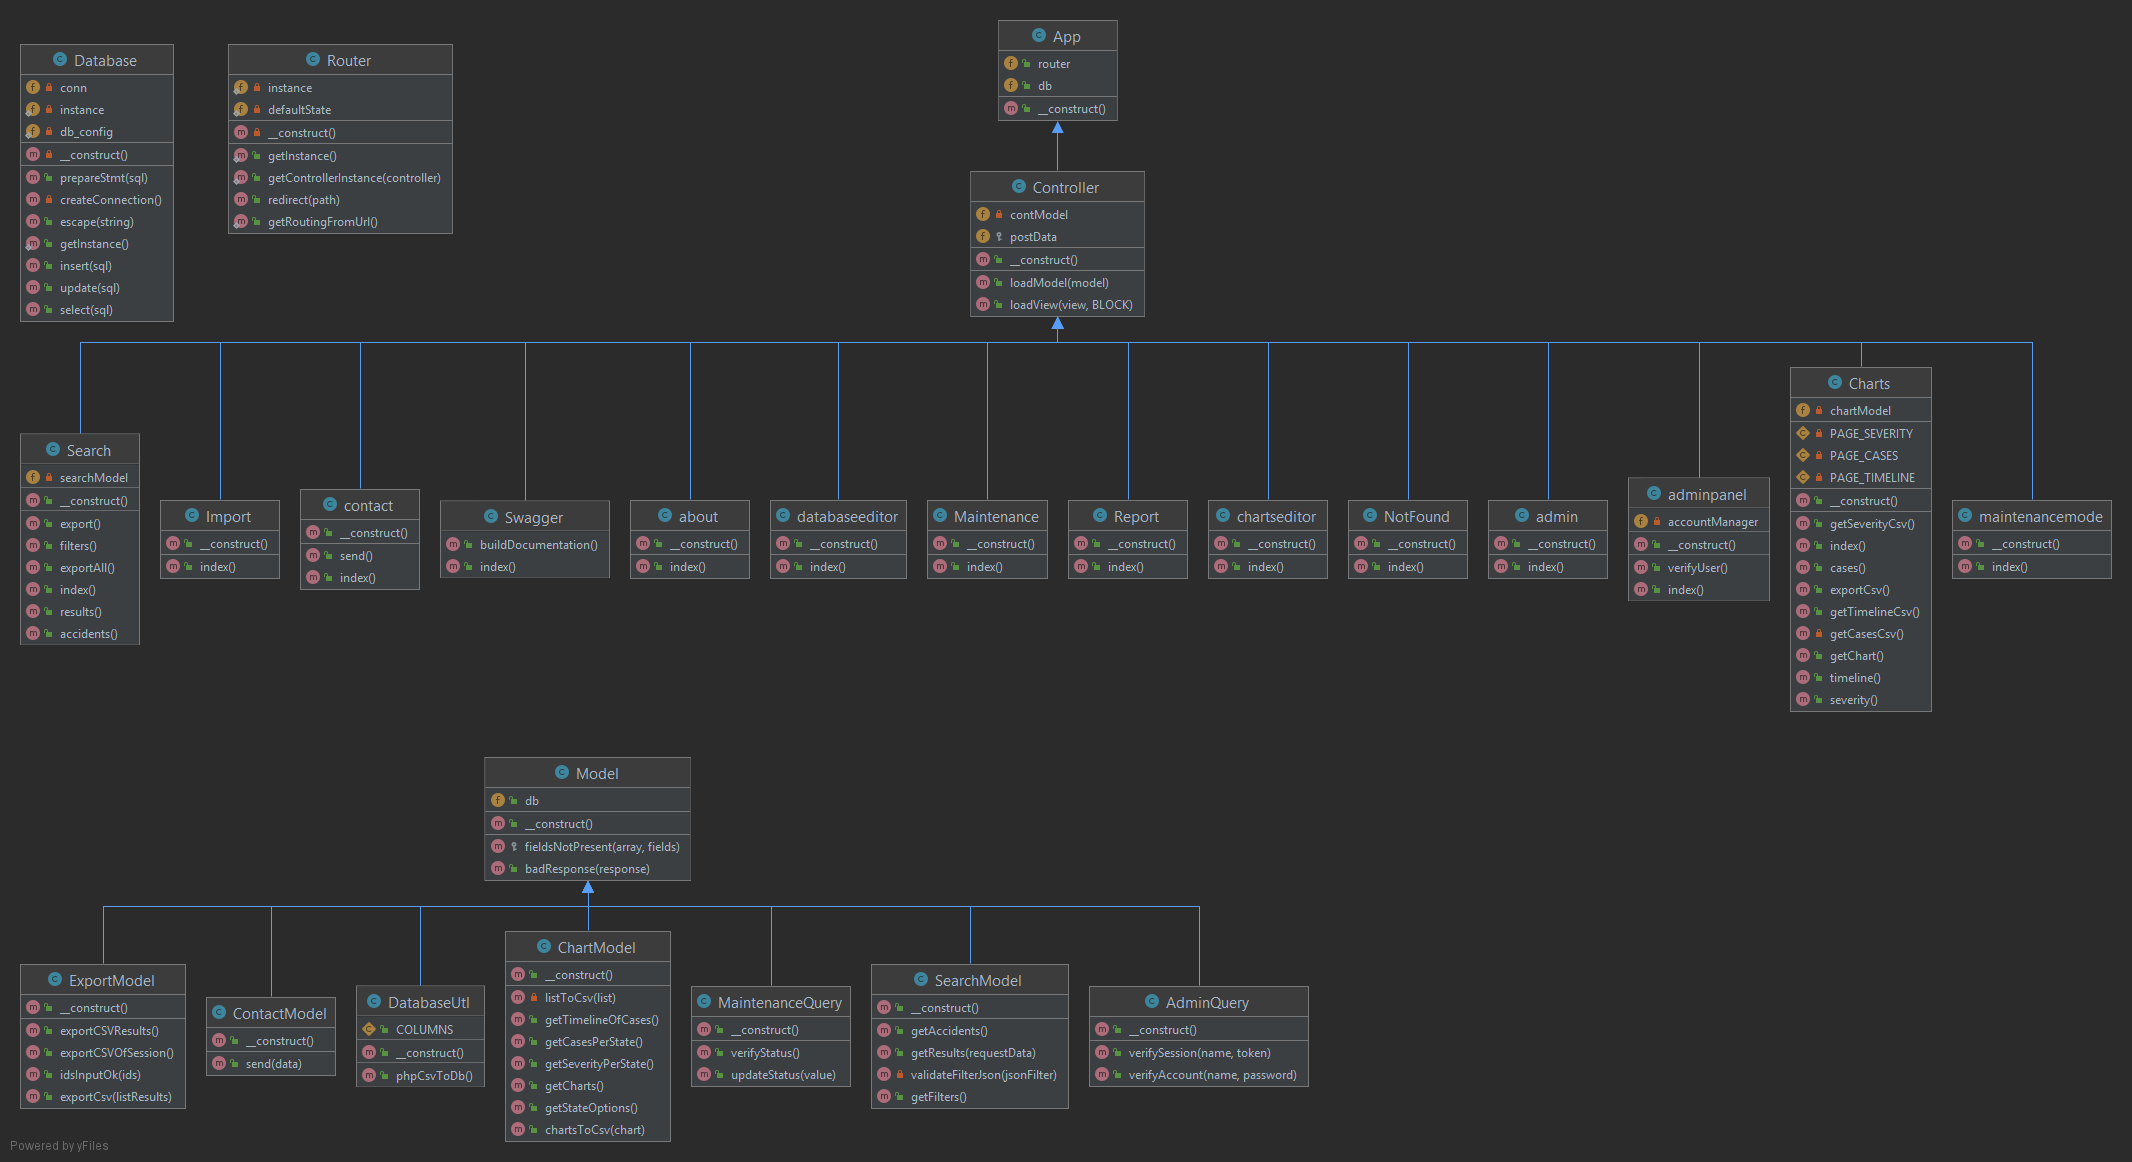 Database
conn
instance
db_config
__construct()
prepareStmt(sql)
createConnection()
escape(string)
getInstance()
insert(sql)
update(sql)
select(sql)
Router
instance
defaultState
__construct()
getInstance()
getControllerInstance(controller)
redirect(path)
getRoutingFromUrl()
App
router
db
__construct()
Controller
contModel
postData
__construct()
loadModel(model)
loadView(view, BLOCK)
Search
searchModel
__construct()
export()
filters()
exportAll()
index()
results()
accidents()
Import
__construct()
index()
contact
__construct()
send()
index()
Swagger
buildDocumentation()
index()
about
__construct()
index()
databaseeditor
__construct()
index()
Maintenance
__construct()
index()
Report
__construct()
index()
chartseditor
__construct()
index()
NotFound
__construct()
index()
admin
__construct()
index()
adminpanel
accountManager
__construct()
verifyUser()
index()
Charts
chartModel
PAGE_SEVERITY
PAGE_CASES
PAGE_TIMELINE
__construct()
getSeverityCsv()
index()
cases()
exportCsv()
getTimelineCsv()
getCasesCsv()
getChart()
timeline()
severity()
maintenancemode
__construct()
index()
Model
db
__construct()
fieldsNotPresent(array, fields)
badResponse(response)
ExportModel
__construct()
exportCSVResults()
exportCSVOfSession()
idsInputOk(ids)
exportCsv(listResults)
ContactModel
__construct()
send(data)
DatabaseUtl
COLUMNS
__construct()
phpCsvToDb()
ChartModel
__construct()
listToCsv(list)
getTimelineOfCases()
getCasesPerState()
getSeverityPerState()
getCharts()
getStateOptions()
chartsToCsv(chart)
MaintenanceQuery
__construct()
verifyStatus()
updateStatus(value)
SearchModel
__construct()
getAccidents()
getResults(requestData)
validateFilterJson(jsonFilter)
getFilters()
AdminQuery
__construct()
verifySession(name, token)
verifyAccount(name, password)
Powered by yFiles